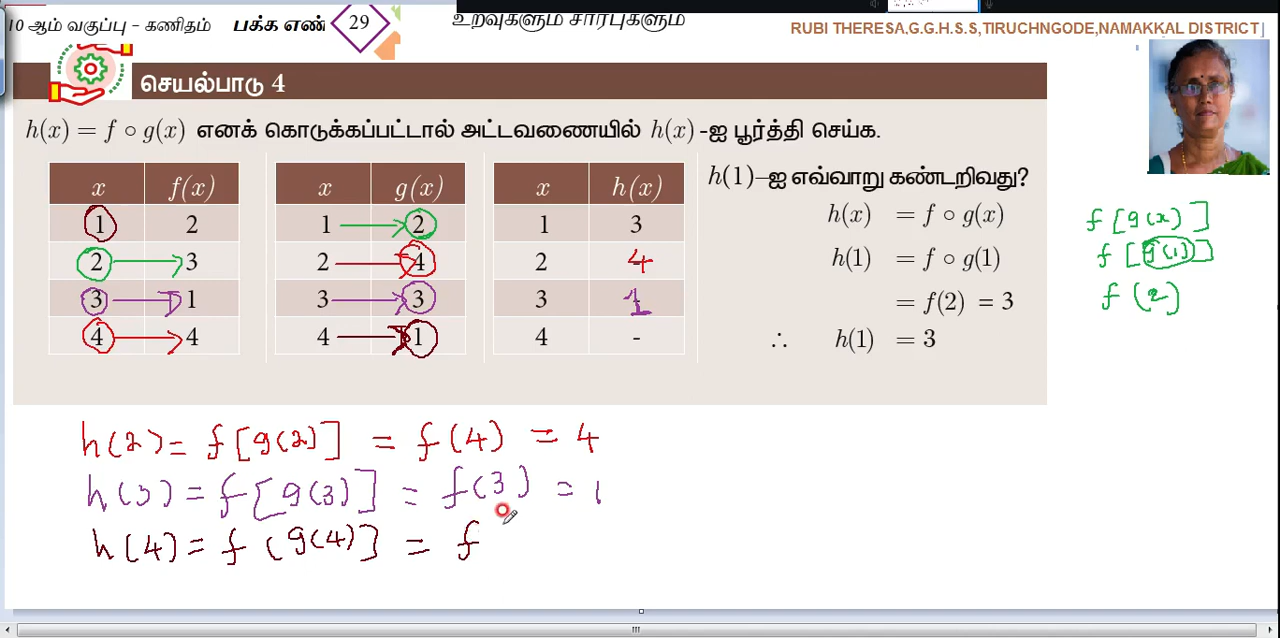 10 ஆம் வகுப்பு – கணிதம் பக்க எண் 29 உறவுகளும் சார்புகளும்
RUBI THERESA,G.G.H.S.S,TIRUCHNGODE,NAMAKKAL DISTRICT
செயல்பாடு 4
h(x) = f ∘ g(x) எனக் கொடுக்கப்பட்டால் அட்டவணையில் h(x) -ஐ பூர்த்தி செய்க.
x f(x)
1 2
2 3
3 1
4 4
x g(x)
1 2
2 4
3 3
4 1
x h(x)
1 3
2 4
3 1
4 -
h(1)–ஐ எவ்வாறு கண்டறிவது?
h(x) = f ∘ g(x)
h(1) = f ∘ g(1)
= f(2) = 3
∴ h(1) = 3
f[g(x)]
f[g(1)]
f(2)
h(2) = f[g(2)] = f(4) = 4
h(3) = f[g(3)] = f(3) = 1
h(4) = f(g(4)] = f